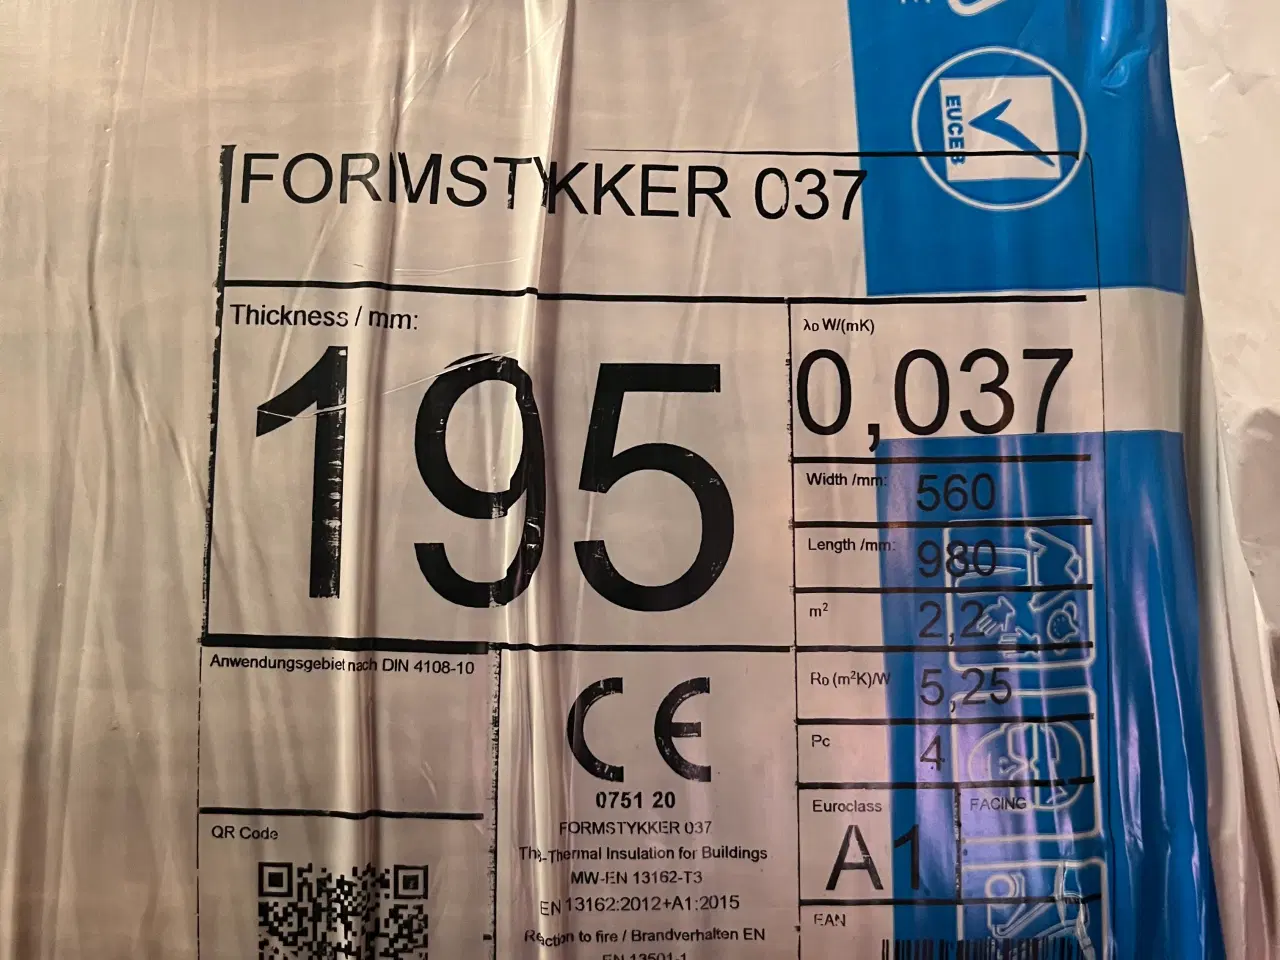 EUCEB
FORMSTYKKER 037
Thickness / mm:
195
λD W/(mK)
0,037
Width /mm: 560
Length /mm: 980
m² 2,2
RD (m²K)/W 5,25
Pc 4
Euroclass
A1
FACING
EAN
Anwendungsgebiet nach DIN 4108-10
QR Code
CE
0751 20
FORMSTYKKER 037
Thermal Insulation for Buildings
MW-EN 13162-T3
EN 13162:2012+A1:2015
Reaction to fire / Brandverhalten EN
EN 13501-1